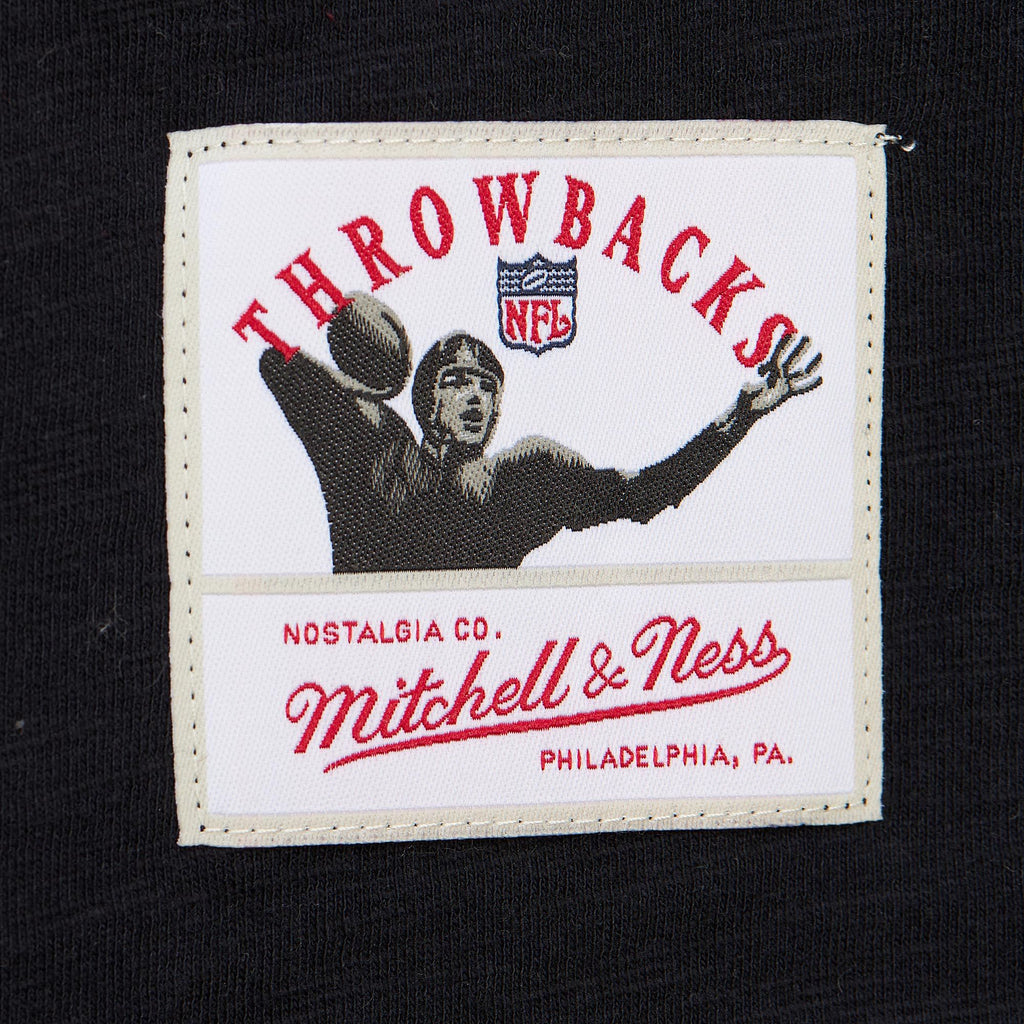 THROWBACKS
NFL
NOSTALGIA CO.
Mitchell & Ness
PHILADELPHIA, PA.